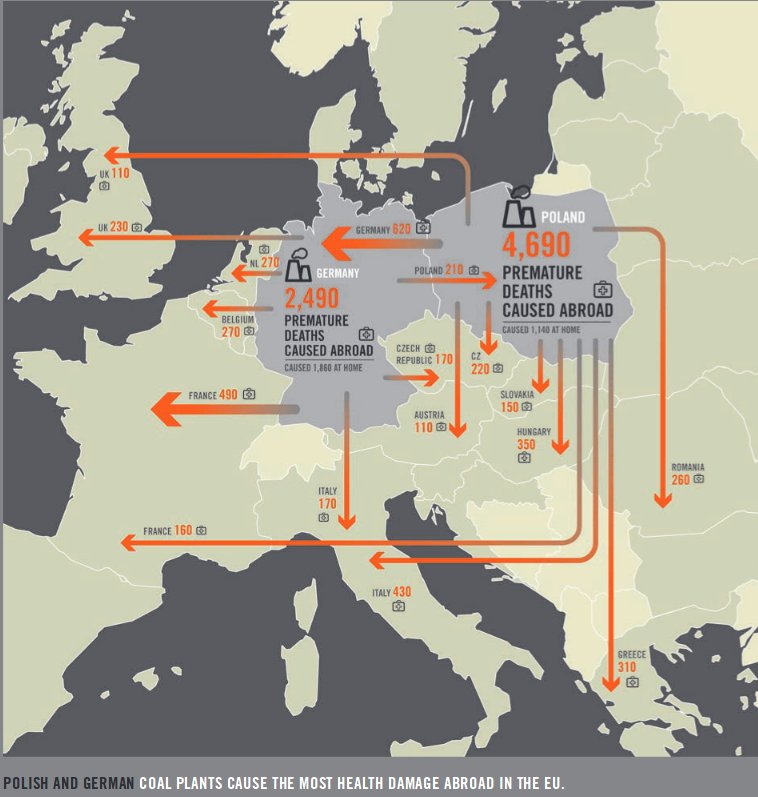 UK 110
UK 230
GERMANY 620
POLAND
4,690
PREMATURE
DEATHS
CAUSED ABROAD
CAUSED 1,140 AT HOME
NL 270
GERMANY
2,490
PREMATURE
DEATHS
CAUSED ABROAD
CAUSED 1,860 AT HOME
POLAND 210
BELGIUM
270
CZECH
REPUBLIC 170
CZ
220
FRANCE 490
AUSTRIA
110
SLOVAKIA
150
HUNGARY
350
ROMANIA
260
ITALY
170
FRANCE 160
ITALY 430
GREECE
310
POLISH AND GERMAN COAL PLANTS CAUSE THE MOST HEALTH DAMAGE ABROAD IN THE EU.